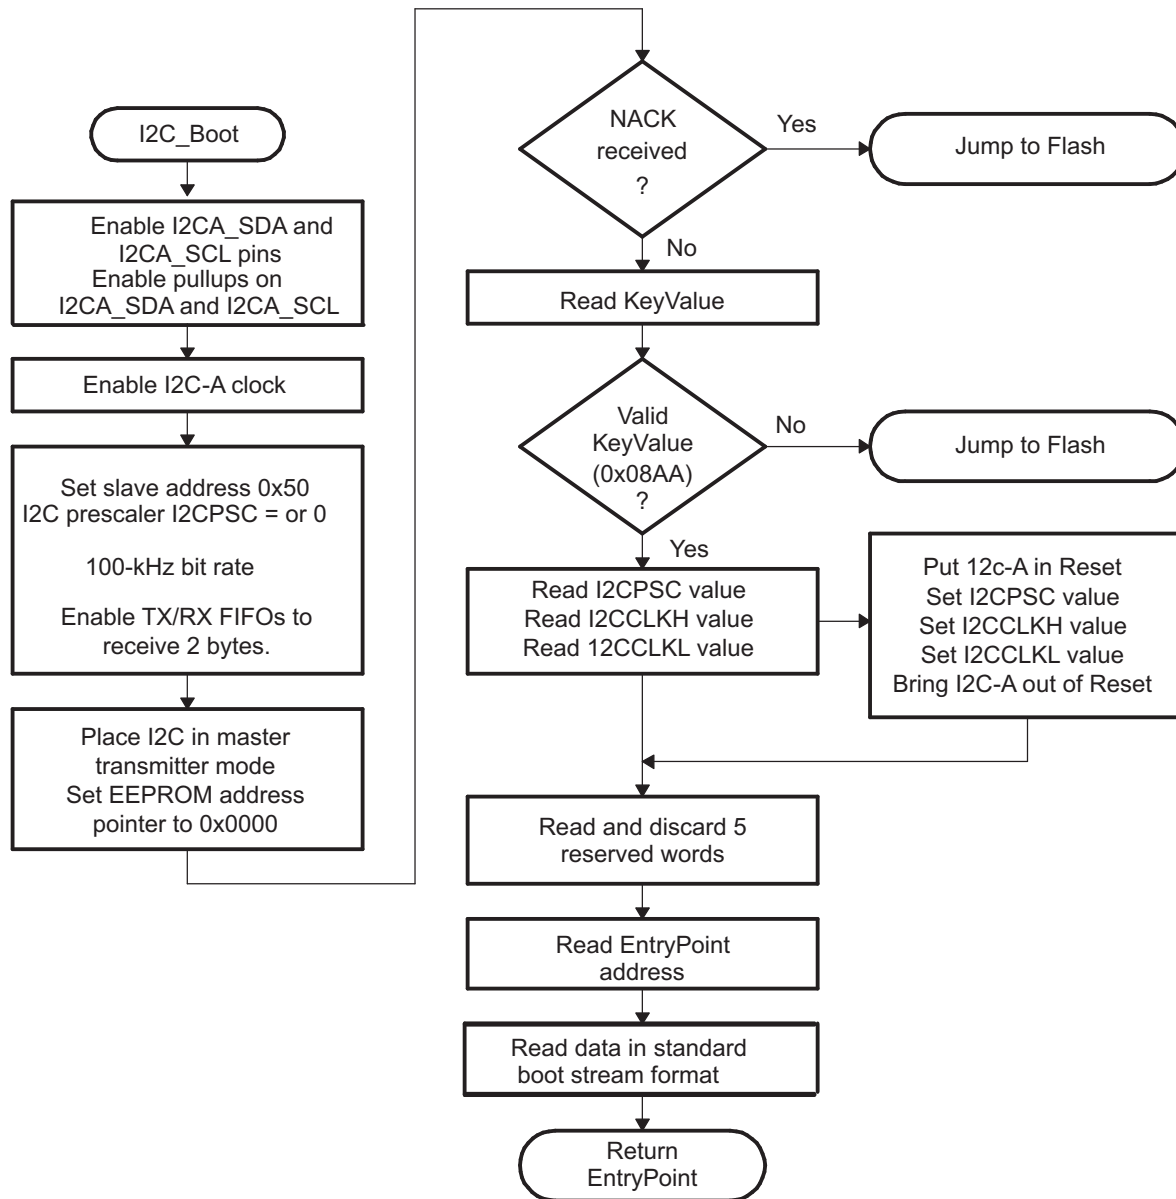 I2C_Boot
Enable I2CA_SDA and
I2CA_SCL pins
Enable pullups on
I2CA_SDA and I2CA_SCL
Enable I2C-A clock
Set slave address 0x50
I2C prescaler I2CPSC = or 0
100-kHz bit rate
Enable TX/RX FIFOs to
receive 2 bytes.
Place I2C in master
transmitter mode
Set EEPROM address
pointer to 0x0000
NACK
received
?
Yes
Jump to Flash
No
Read KeyValue
Valid
KeyValue
(0x08AA)
?
No
Jump to Flash
Yes
Read I2CPSC value
Read I2CCLKH value
Read 12CCLKL value
Put 12c-A in Reset
Set I2CPSC value
Set I2CCLKH value
Set I2CCLKL value
Bring I2C-A out of Reset
Read and discard 5
reserved words
Read EntryPoint
address
Read data in standard
boot stream format
Return
EntryPoint